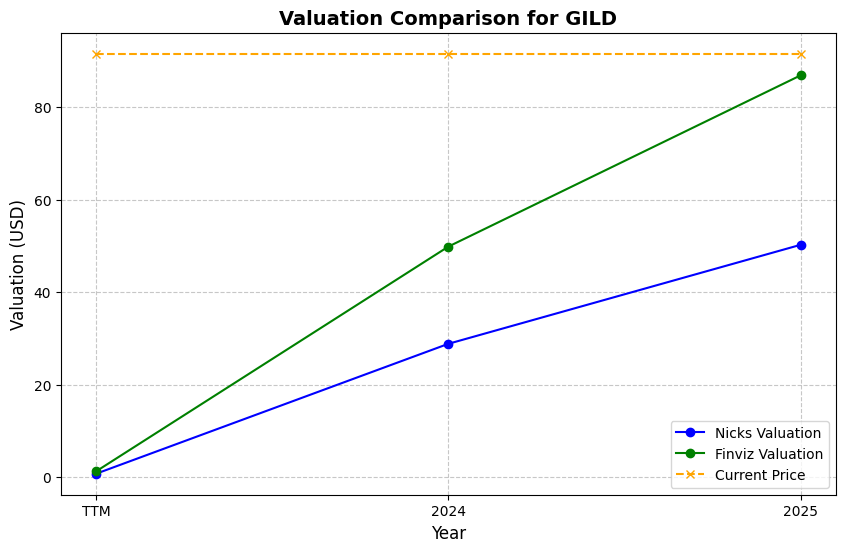 Valuation Comparison for GILD
Valuation (USD)
80
60
40
20
0
TTM
2024
2025
Year
Nicks Valuation
Finviz Valuation
Current Price